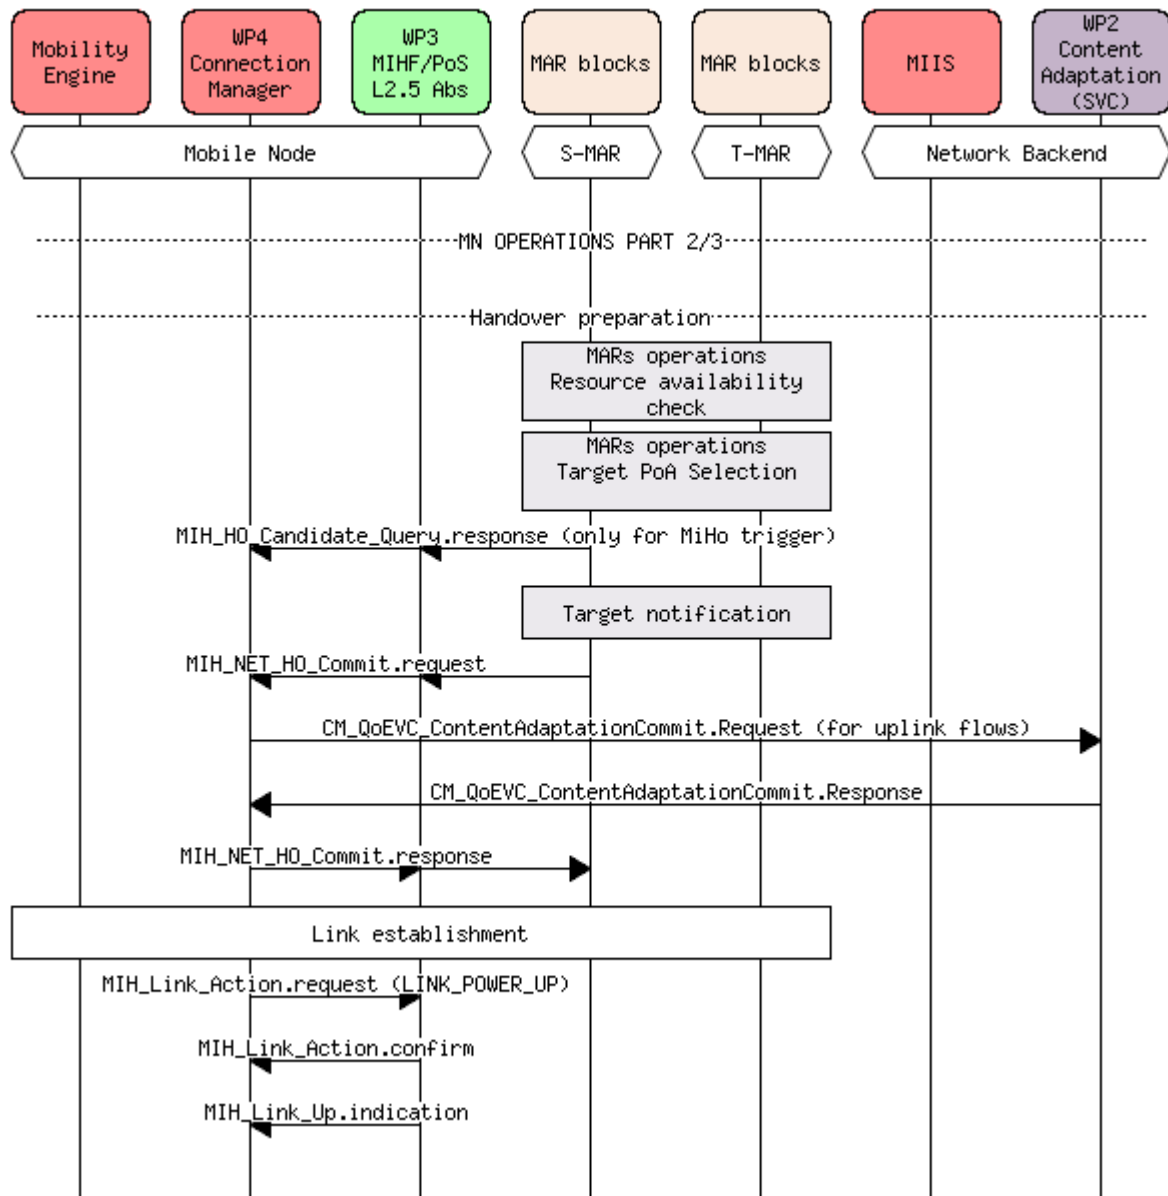 Mobility
Engine
WP4
Connection
Manager
WP3
MIHF/PoS
L2.5 Abs
MAR blocks
MAR blocks
MIIS
WP2
Content
Adaptation
(SVC)
Mobile Node
S-MAR
T-MAR
Network Backend
MN OPERATIONS PART 2/3
Handover preparation
MARs operations
Resource availability
check
MARs operations
Target PoA Selection
MIH_HO_Candidate_Query.response (only for MiHo trigger)
Target notification
MIH_NET_HO_Commit.request
CM_QoEVC_ContentAdaptationCommit.Request (for uplink flows)
CM_QoEVC_ContentAdaptationCommit.Response
MIH_NET_HO_Commit.response
Link establishment
MIH_Link_Action.request (LINK_POWER_UP)
MIH_Link_Action.confirm
MIH_Link_Up.indication